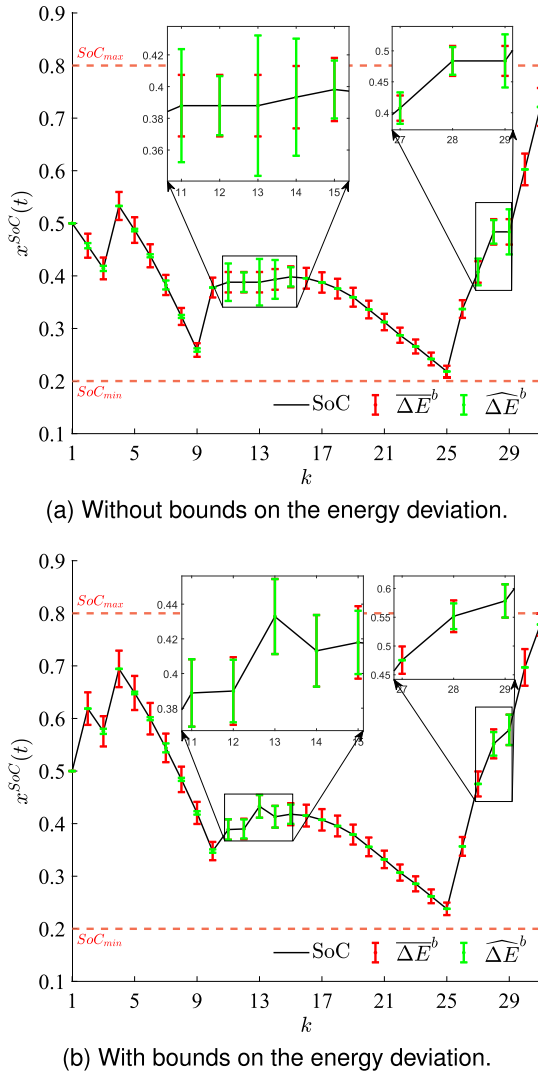 0.9
SoC_max
0.8
0.7
0.6
0.5
0.4
0.3
0.2
SoC_min
0.1
x^{SoC}(t)
0.42
0.4
0.38
0.36
11 12 13 14 15
0.5
0.45
0.4
27 28 29
SoC \overline{ΔE}^b \widehat{ΔE}^b
1 5 9 13 17 21 25 29
k
(a) Without bounds on the energy deviation.
0.9
SoC_max
0.8
0.7
0.6
0.5
0.4
0.3
0.2
SoC_min
0.1
x^{SoC}(t)
0.44
0.42
0.4
0.38
11 12 13 14 15
0.6
0.55
0.5
0.45
27 28 29
SoC \overline{ΔE}^b \widehat{ΔE}^b
1 5 9 13 17 21 25 29
k
(b) With bounds on the energy deviation.